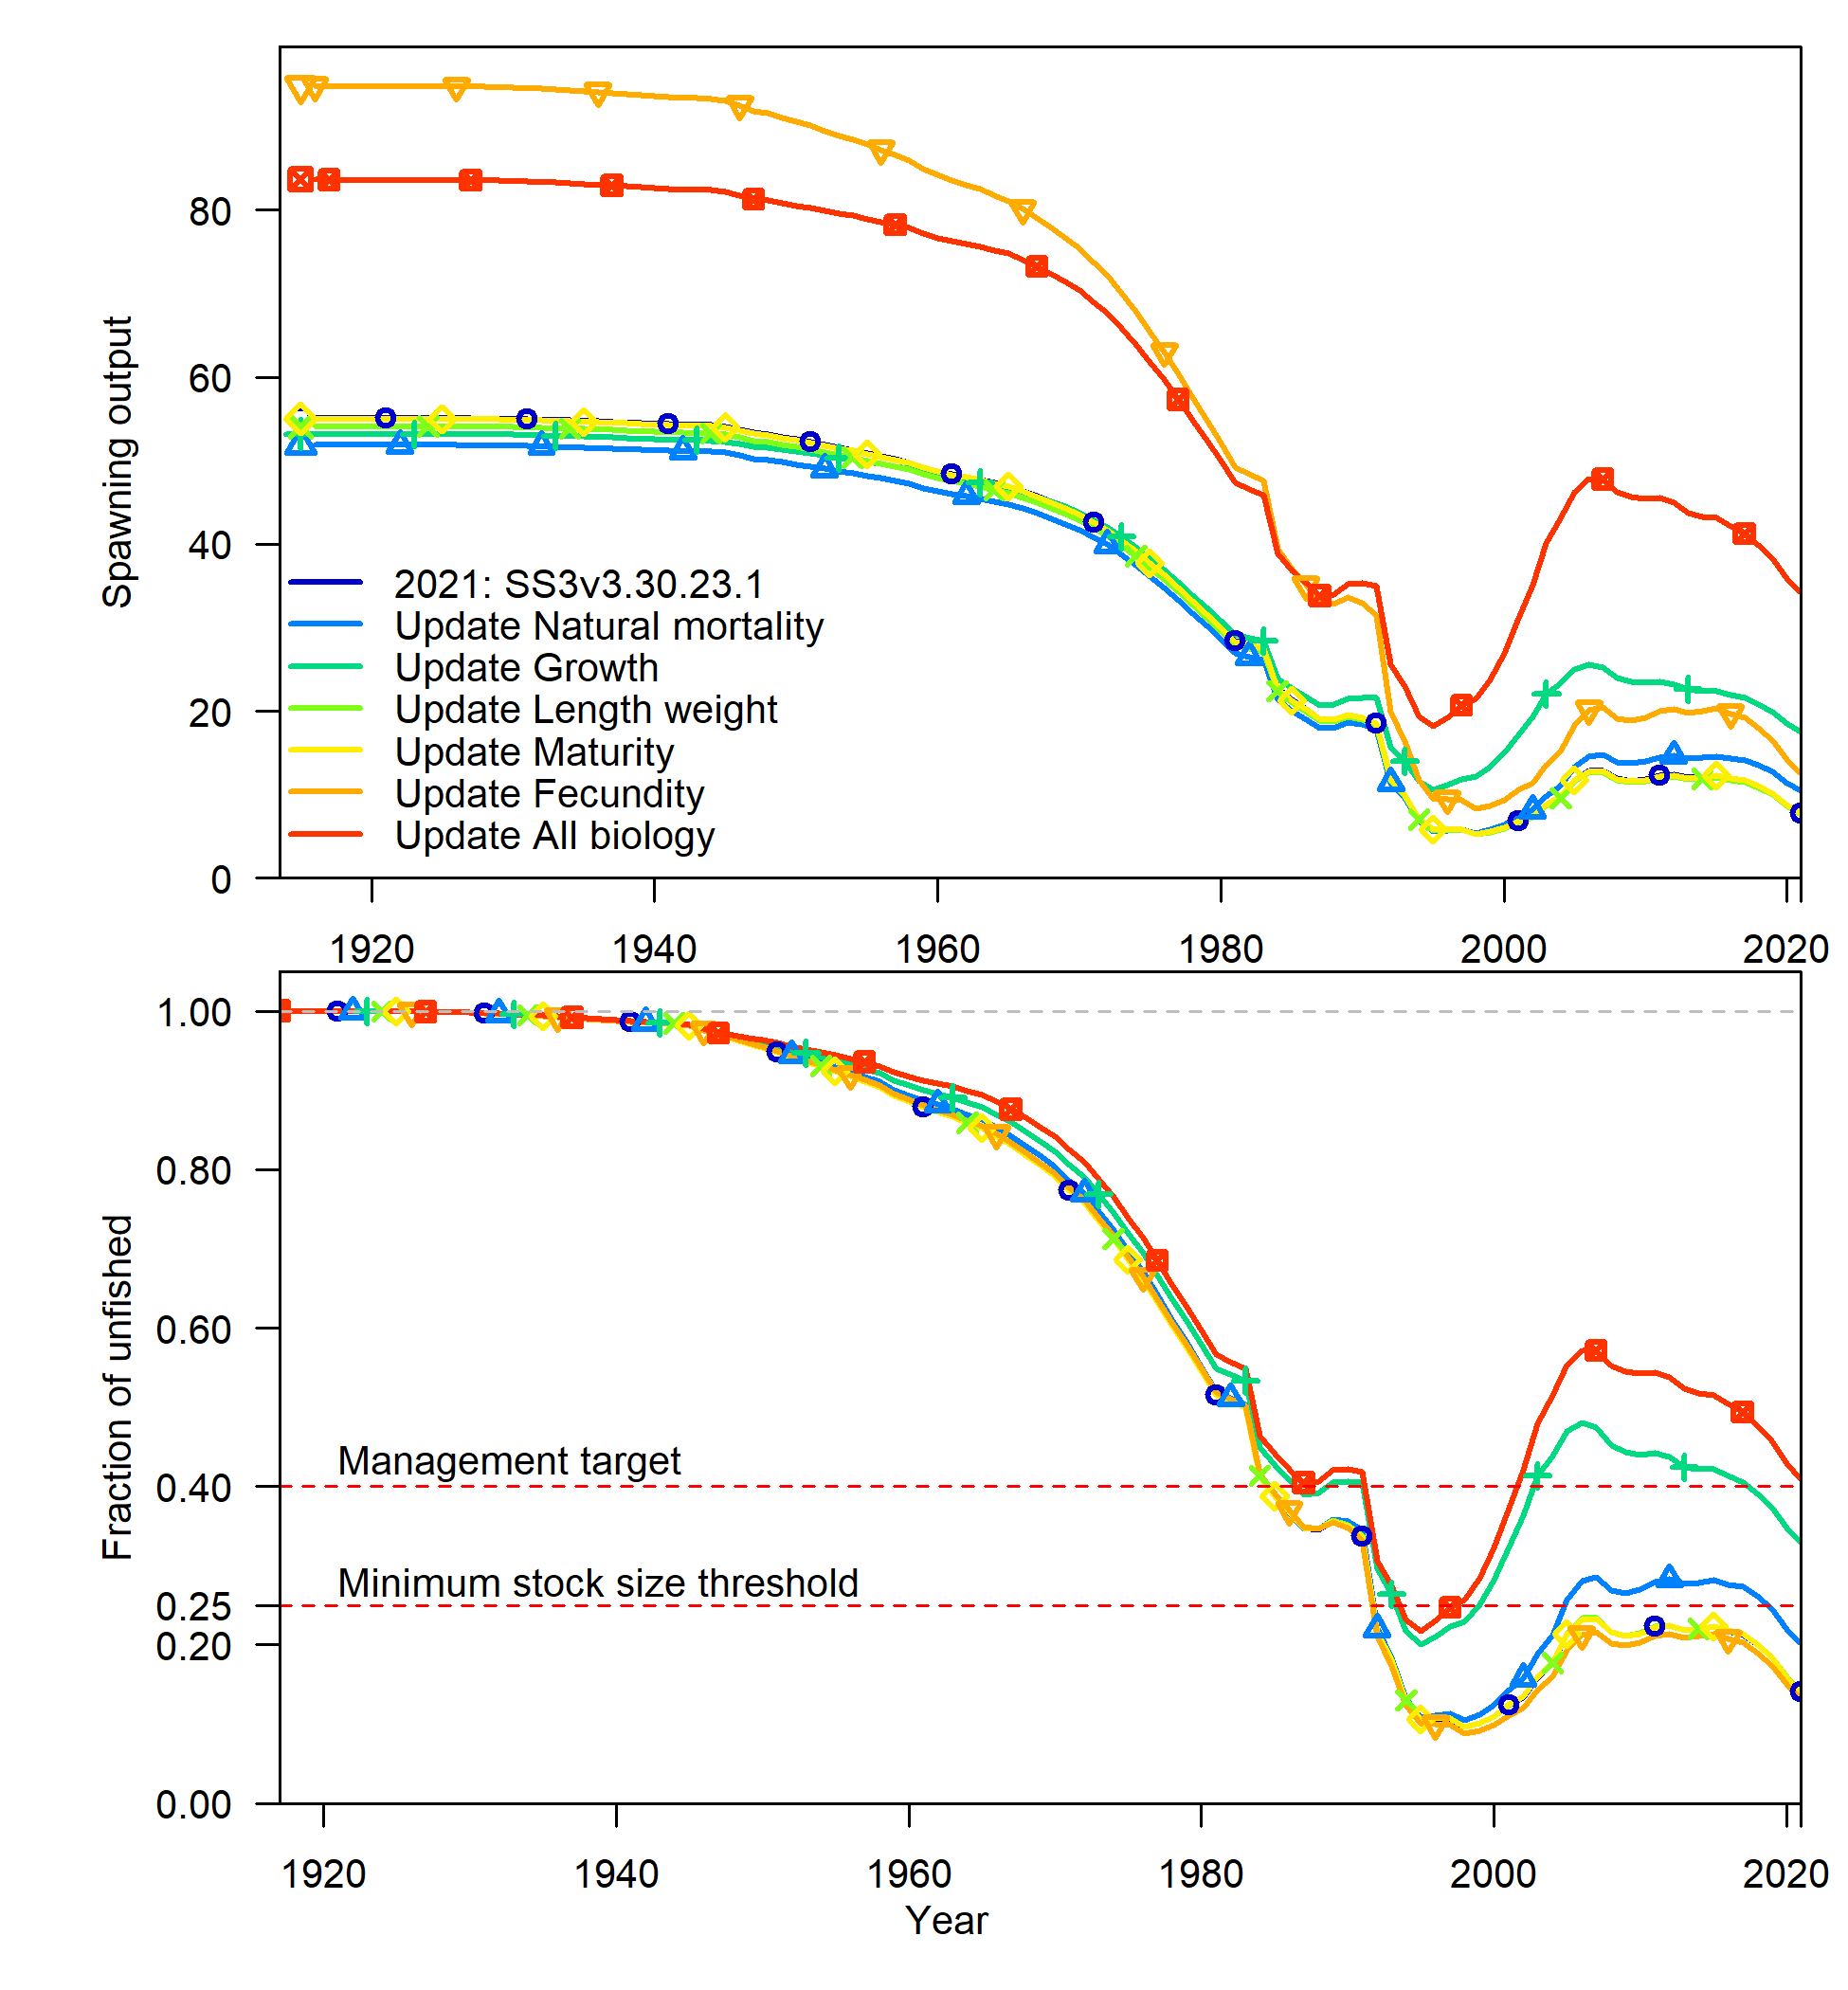 Spawning output
80
60
40
20
0
2021: SS3v3.30.23.1
Update Natural mortality
Update Growth
Update Length weight
Update Maturity
Update Fecundity
Update All biology
1920 1940 1960 1980 2000 2020
Fraction of unfished
1.00
0.80
0.60
0.40
0.25
0.20
0.00
Management target
Minimum stock size threshold
1920 1940 1960 1980 2000 2020
Year